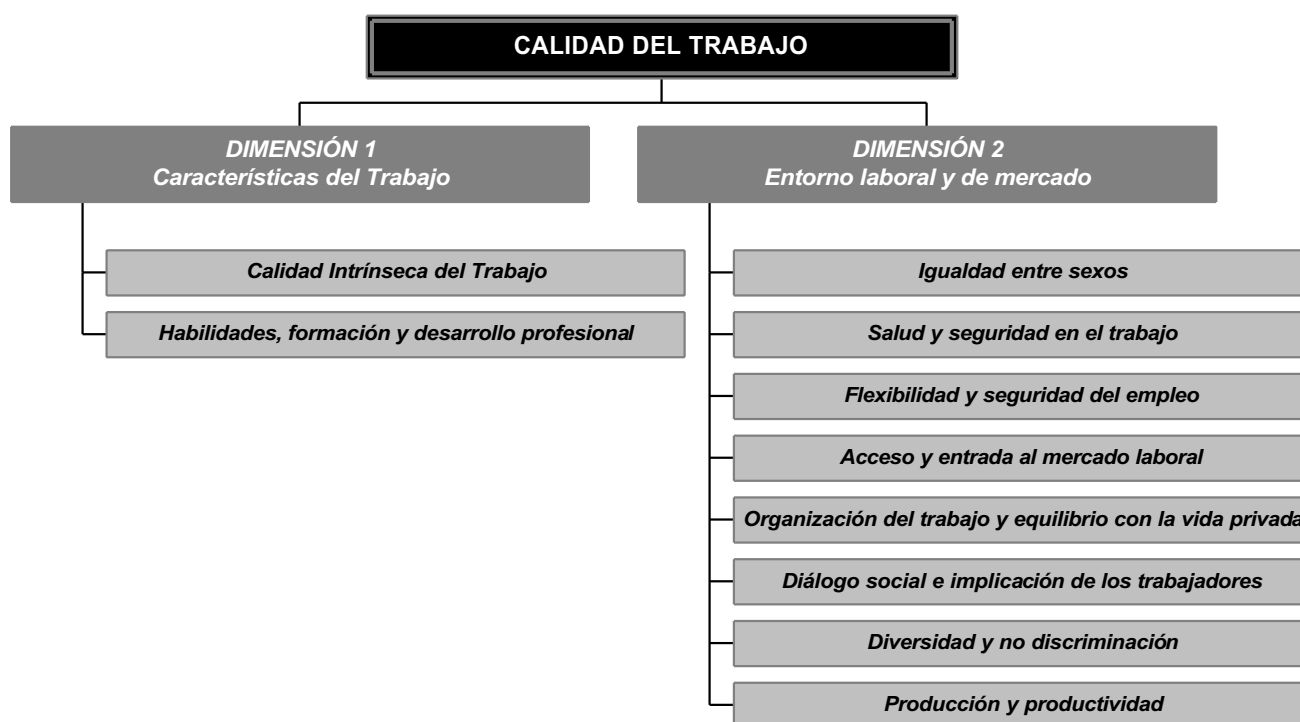 CALIDAD DEL TRABAJO
DIMENSIÓN 1
Características del Trabajo
Calidad Intrínseca del Trabajo
Habilidades, formación y desarrollo profesional
DIMENSIÓN 2
Entorno laboral y de mercado
Igualdad entre sexos
Salud y seguridad en el trabajo
Flexibilidad y seguridad del empleo
Acceso y entrada al mercado laboral
Organización del trabajo y equilibrio con la vida privada
Diálogo social e implicación de los trabajadores
Diversidad y no discriminación
Producción y productividad